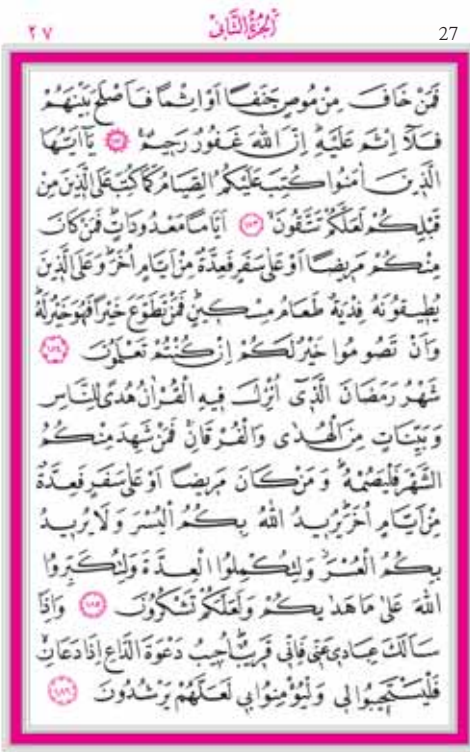 ٢٧ اَلْجُزْءُ الثَّانِى 27
فَمَنْ خَافَ مِنْ مُوصٍ جَنَفًا اَوْ اِثْمًا فَاَصْلَحَ بَيْنَهُمْ
فَلَٓا اِثْمَ عَلَيْهِ اِنَّ اللّٰهَ غَفُورٌ رَحِيمٌ ﴿١٨٢﴾ يَٓا اَيُّهَا
الَّذِينَ اٰمَنُوا كُتِبَ عَلَيْكُمُ الصِّيَامُ كَمَا كُتِبَ عَلَى الَّذِينَ مِنْ
قَبْلِكُمْ لَعَلَّكُمْ تَتَّقُونَ ﴿١٨٣﴾ اَيَّامًا مَعْدُودَاتٍ فَمَنْ كَانَ
مِنْكُمْ مَرِيضًا اَوْ عَلٰى سَفَرٍ فَعِدَّةٌ مِنْ اَيَّامٍ اُخَرَ وَعَلَى الَّذِينَ
يُطِيقُونَهُ فِدْيَةٌ طَعَامُ مِسْكِينٍ فَمَنْ تَطَوَّعَ خَيْرًا فَهُوَ خَيْرٌ لَهُ
وَاَنْ تَصُومُوا خَيْرٌ لَكُمْ اِنْ كُنْتُمْ تَعْلَمُونَ ﴿١٨٤﴾
شَهْرُ رَمَضَانَ الَّذِٓى اُنْزِلَ فِيهِ الْقُرْاٰنُ هُدًى لِلنَّاسِ
وَبَيِّنَاتٍ مِنَ الْهُدٰى وَالْفُرْقَانِ فَمَنْ شَهِدَ مِنْكُمُ
الشَّهْرَ فَلْيَصُمْهُ وَمَنْ كَانَ مَرِيضًا اَوْ عَلٰى سَفَرٍ فَعِدَّةٌ
مِنْ اَيَّامٍ اُخَرَ يُرِيدُ اللّٰهُ بِكُمُ الْيُسْرَ وَلَا يُرِيدُ
بِكُمُ الْعُسْرَ وَلِتُكْمِلُوا الْعِدَّةَ وَلِتُكَبِّرُوا
اللّٰهَ عَلٰى مَا هَدٰيكُمْ وَلَعَلَّكُمْ تَشْكُرُونَ ﴿١٨٥﴾ وَاِذَا
سَاَلَكَ عِبَادِى عَنِّى فَاِنِّى قَرِيبٌ اُجِيبُ دَعْوَةَ الدَّاعِ اِذَا دَعَانِ
فَلْيَسْتَجِيبُوا لِى وَلْيُؤْمِنُوا بِى لَعَلَّهُمْ يَرْشُدُونَ ﴿١٨٦﴾